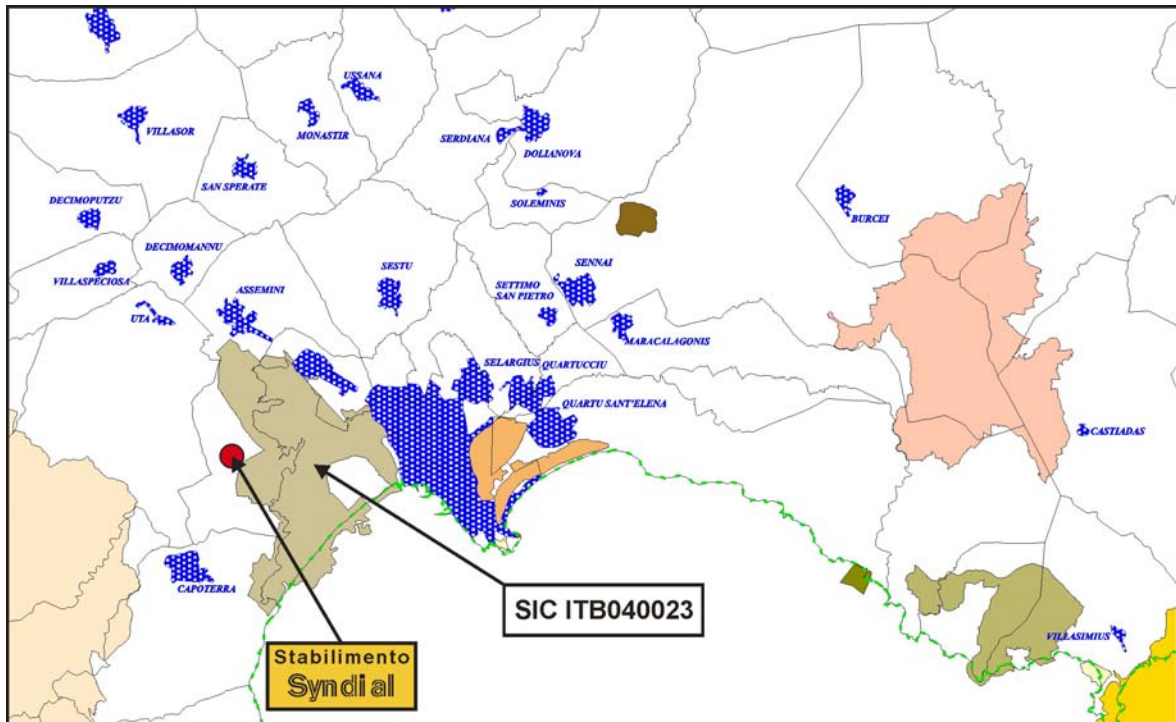 USSANA
VILLASOR
MONASTIR
SERDIANA
DOLIANOVA
SAN SPERATE
DECIMOPUTZU
SOLEMINIS
BURCEI
DECIMOMANNU
VILLASPECIOSA
SESTU
SENNAI
SETTIMO
SAN PIETRO
ASSEMINI
UTA
MARACALAGONIS
SELARGIUS
QUARTUCCIU
QUARTU SANT'ELENA
CASTIADAS
CAPOTERRA
SIC ITB040023
VILLASIMIUS
Stabilimento
Syndial